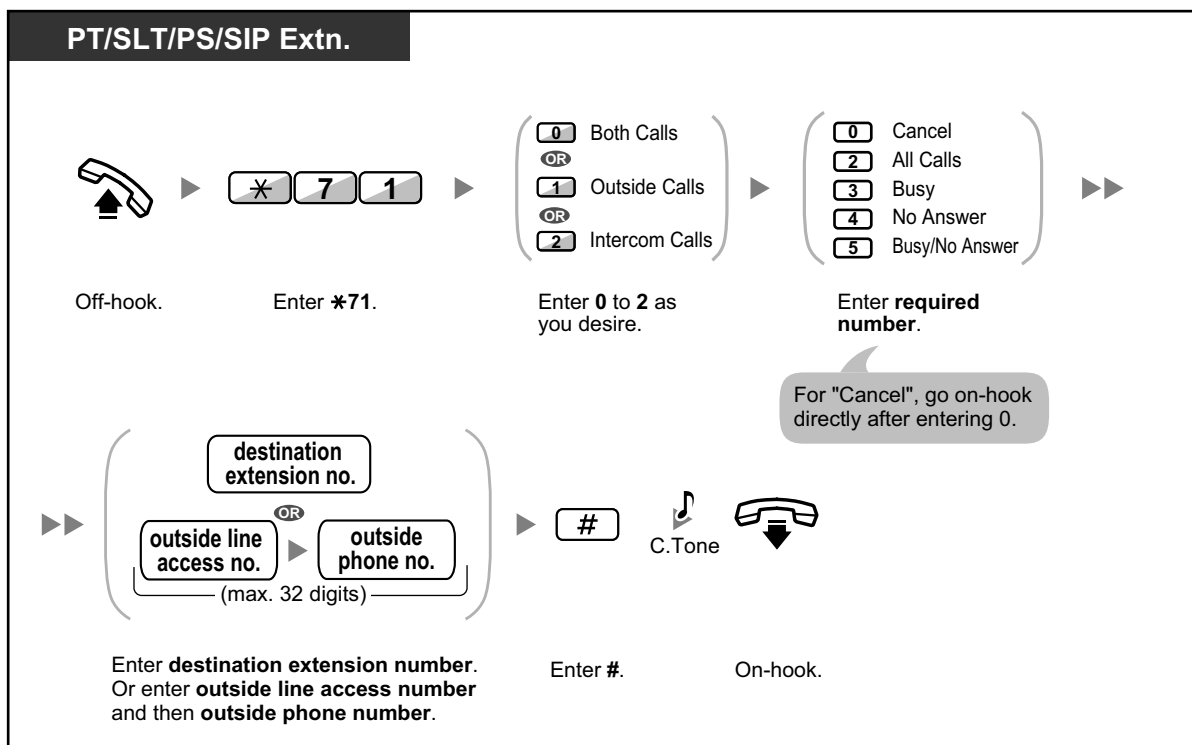 PT/SLT/PS/SIP Extn.
0 Both Calls
OR
1 Outside Calls
OR
2 Intercom Calls
0 Cancel
2 All Calls
3 Busy
4 No Answer
5 Busy/No Answer
* 7 1
Off-hook.
Enter *71.
Enter 0 to 2 as
you desire.
Enter required
number.
For "Cancel", go on-hook
directly after entering 0.
destination
extension no.
OR
outside line
access no.
outside
phone no.
(max. 32 digits)
#
C.Tone
Enter destination extension number.
Or enter outside line access number
and then outside phone number.
Enter #.
On-hook.